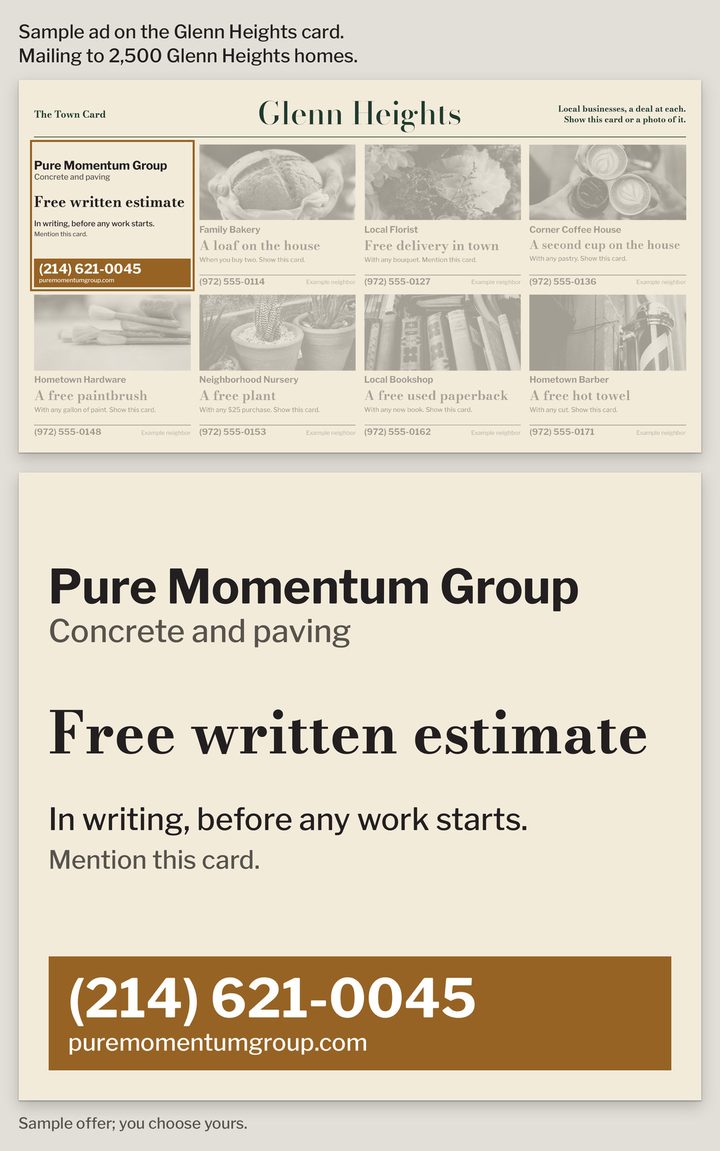 Sample ad on the Glenn Heights card.
Mailing to 2,500 Glenn Heights homes.
The Town Card
Glenn Heights
Local businesses, a deal at each.
Show this card or a photo of it.
Pure Momentum Group
Concrete and paving
Free written estimate
In writing, before any work starts.
Mention this card.
(214) 621-0045
puremomentumgroup.com
Family Bakery
A loaf on the house
When you buy two. Show this card.
(972) 555-0114
Example neighbor
Local Florist
Free delivery in town
With any bouquet. Mention this card.
(972) 555-0127
Example neighbor
Corner Coffee House
A second cup on the house
With any pastry. Show this card.
(972) 555-0136
Example neighbor
Hometown Hardware
A free paintbrush
With any gallon of paint. Show this card.
(972) 555-0148
Example neighbor
Neighborhood Nursery
A free plant
With any $25 purchase. Show this card.
(972) 555-0153
Example neighbor
Local Bookshop
A free used paperback
With any new book. Show this card.
(972) 555-0162
Example neighbor
Hometown Barber
A free hot towel
With any cut. Show this card.
(972) 555-0171
Example neighbor
Pure Momentum Group
Concrete and paving
Free written estimate
In writing, before any work starts.
Mention this card.
(214) 621-0045
puremomentumgroup.com
Sample offer; you choose yours.